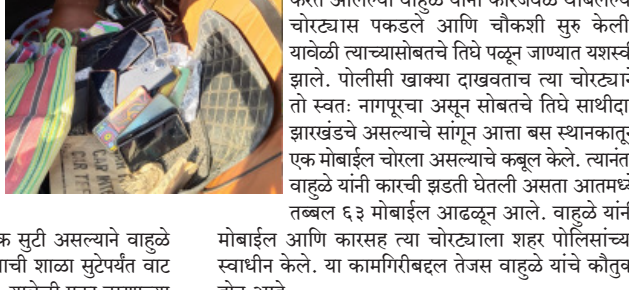 चोरट्यास पकडले आणि चौकशी सुरु केली
यावेळी त्याच्यासोबतचे तिघे पळून जाण्यात यशस्व
झाले. पोलीसी खाक्या दाखवताच त्या चोरट्याने
तो स्वतः नागपूरचा असून सोबतचे तिघे साथीदा
झारखंडचे असल्याचे सांगून आत्ता बस स्थानकातून
एक मोबाईल चोरला असल्याचे कबूल केले. त्यानंत
वाहुळे यांनी कारची झडती घेतली असता आतमध्ये
तब्बल ६३ मोबाईल आढळून आले. वाहुळे यांनी
मोबाईल आणि कारसह त्या चोरट्याला शहर पोलिसांच्य
स्वाधीन केले. या कामगिरीबद्दल तेजस वाहुळे यांचे कौतुक
क सुटी असल्याने वाहुळे
ाची शाळा सुटेपर्यंत वाट